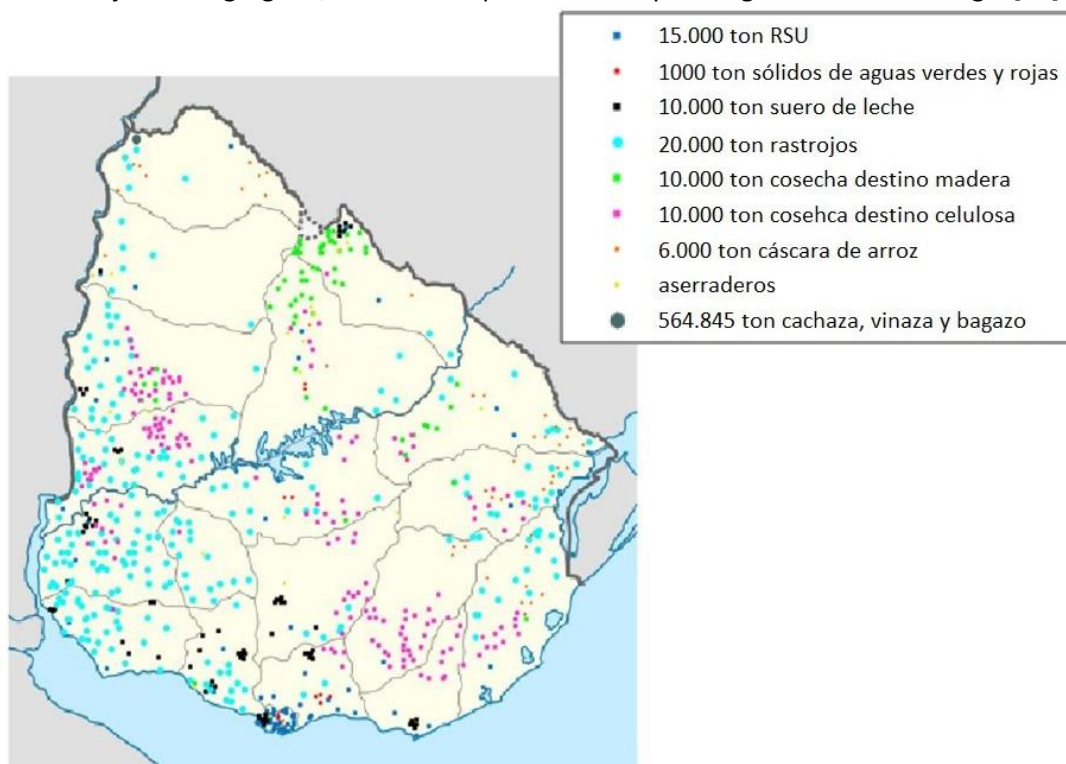 15.000 ton RSU
1000 ton sólidos de aguas verdes y rojas
10.000 ton suero de leche
20.000 ton rastrojos
10.000 ton cosecha destino madera
10.000 ton cosehca destino celulosa
6.000 ton cáscara de arroz
aserraderos
564.845 ton cachaza, vinaza y bagazo